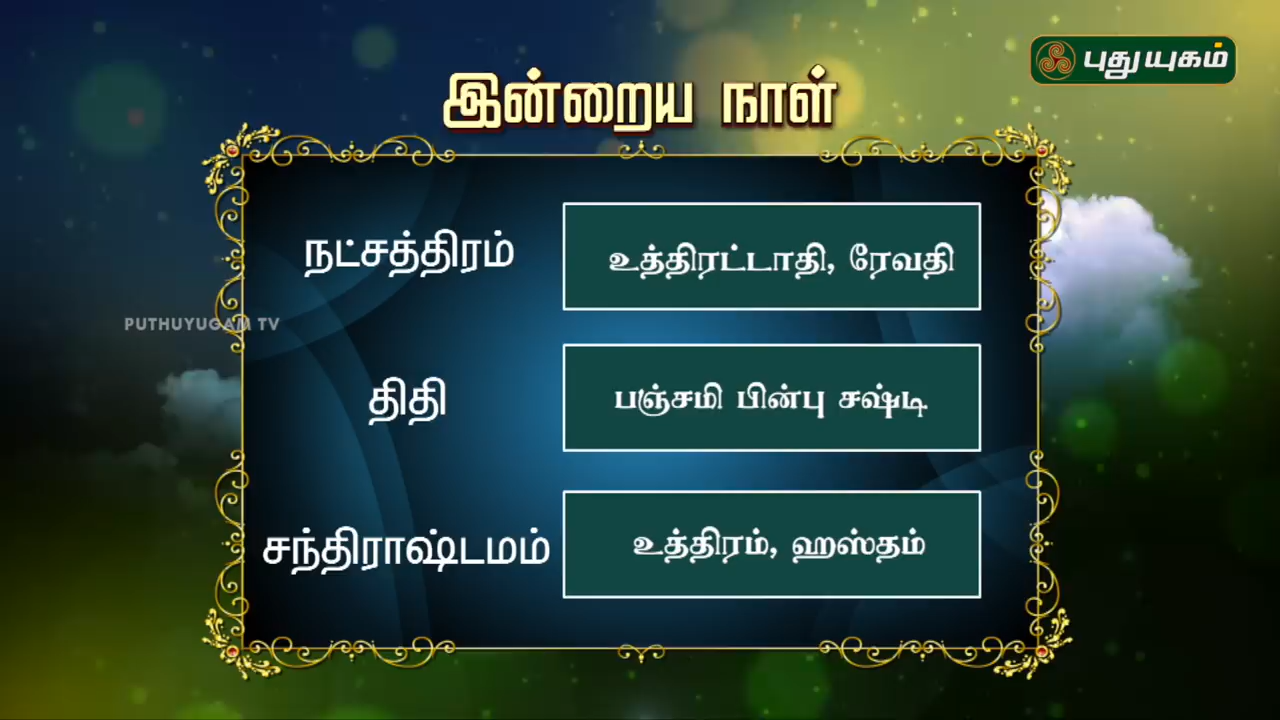 புதுயுகம்
இன்றைய நாள்
நட்சத்திரம் உத்திரட்டாதி, ரேவதி
PUTHUYUGAM TV
திதி பஞ்சமி பின்பு சஷ்டி
சந்திராஷ்டமம் உத்திரம், ஹஸ்தம்